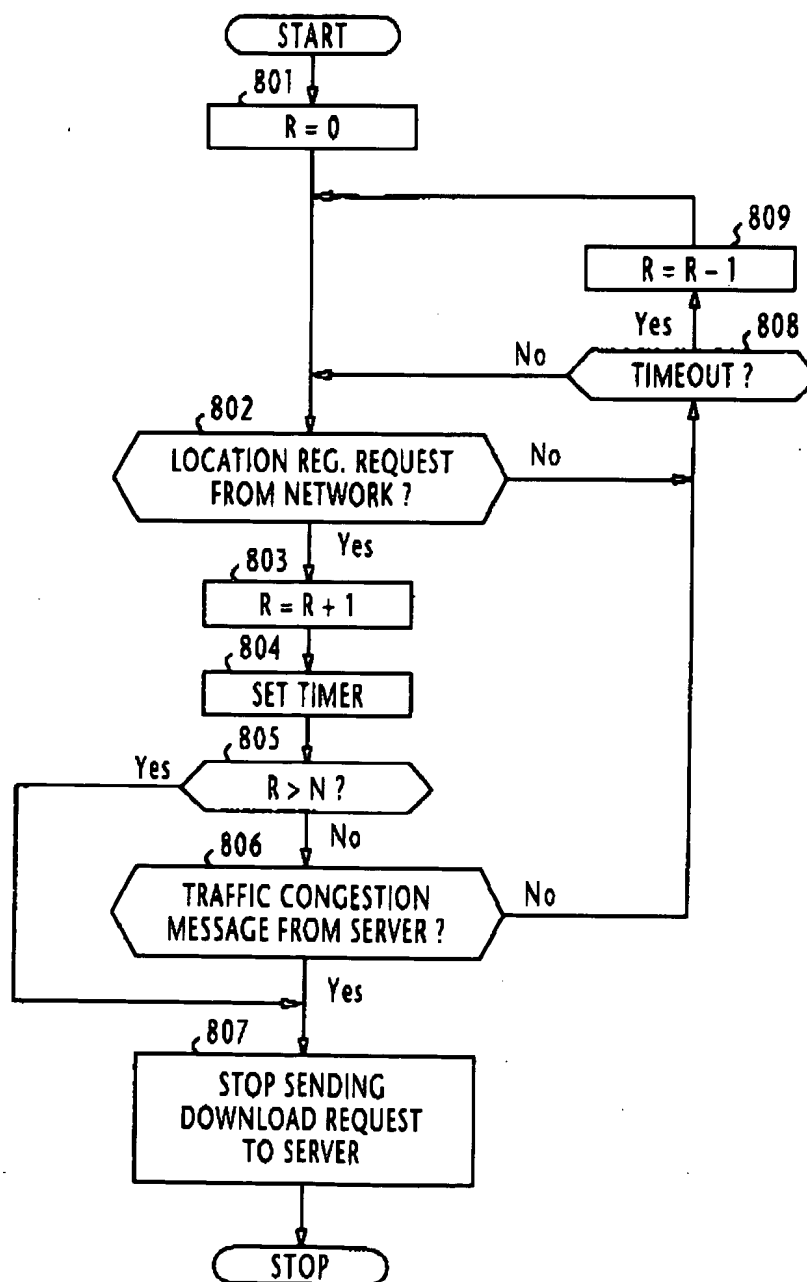 START
801
R = 0
809
R = R - 1
Yes
808
No
TIMEOUT ?
802
LOCATION REG. REQUEST
FROM NETWORK ?
No
Yes
803
R = R + 1
804
SET TIMER
805
Yes
R > N ?
No
806
TRAFFIC CONGESTION
MESSAGE FROM SERVER ?
No
Yes
807
STOP SENDING
DOWNLOAD REQUEST
TO SERVER
STOP